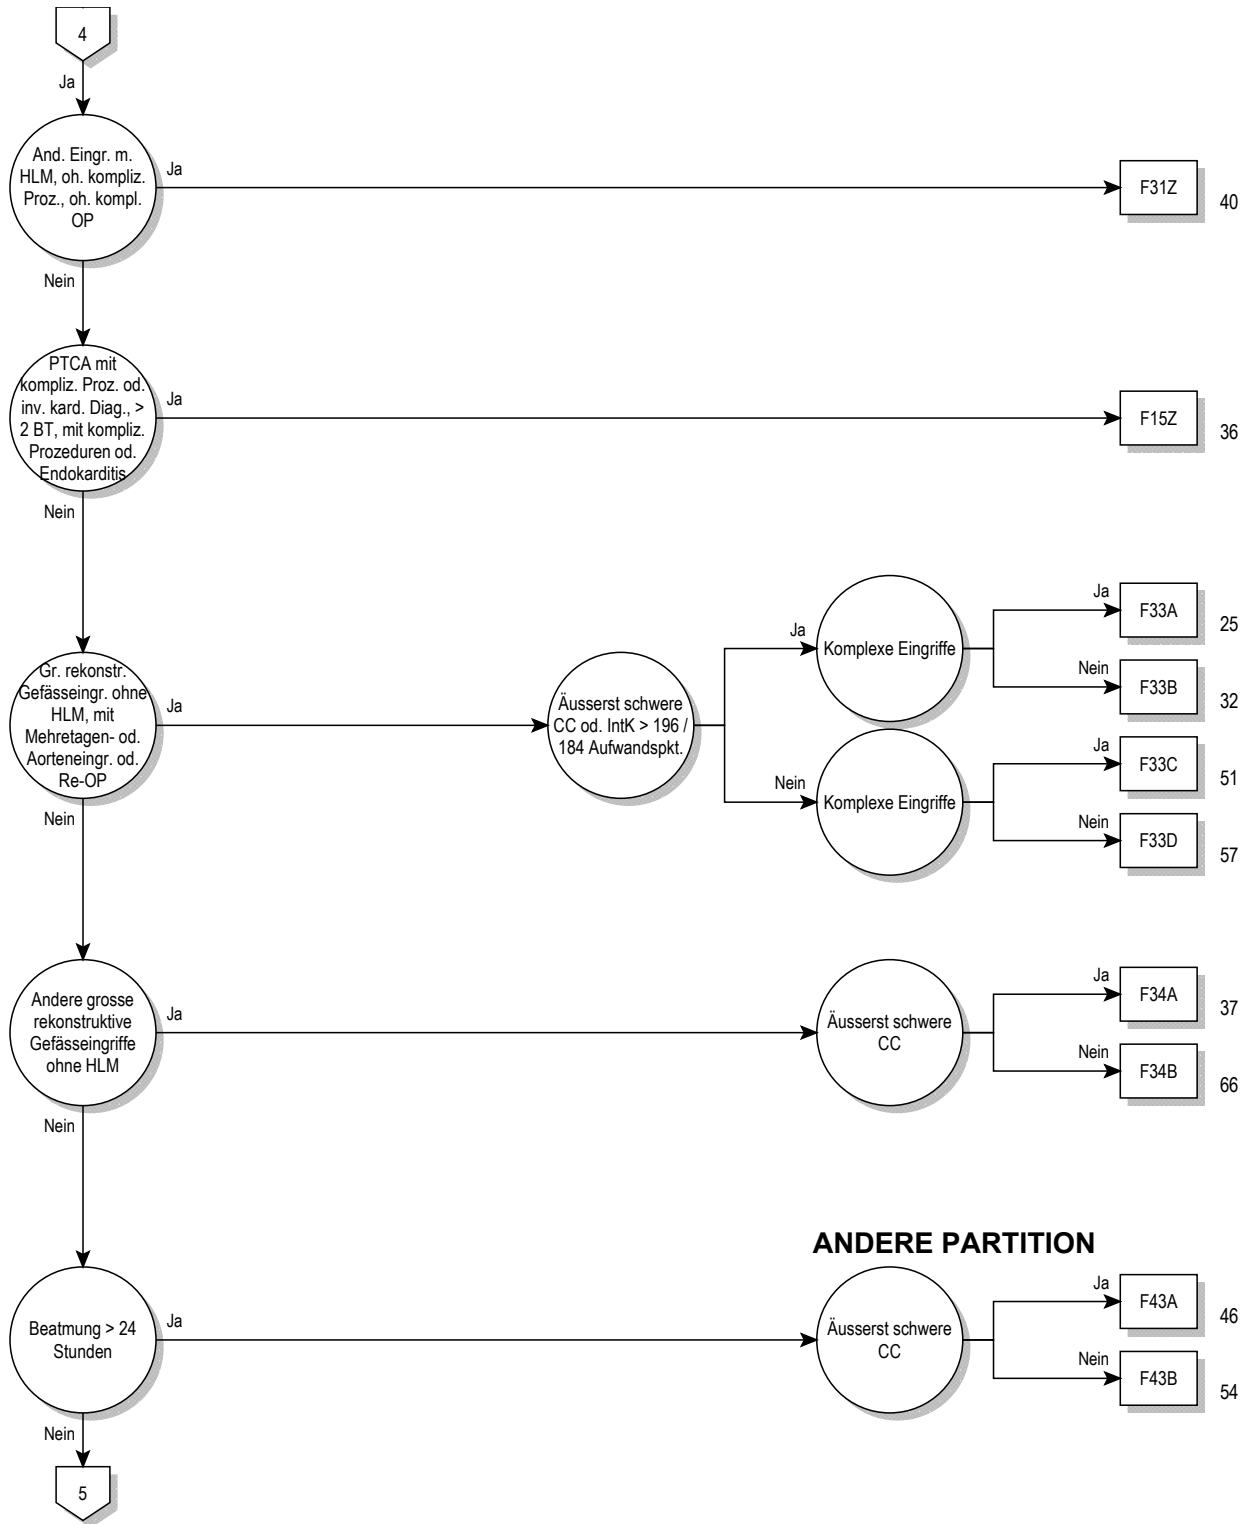 4
Ja
And. Eingr. m.
HLM, oh. kompliz.
Proz., oh. kompl.
OP
Ja
F31Z
40
Nein
PTCA mit
kompliz. Proz. od.
inv. kard. Diag., >
2 BT, mit kompliz.
Prozeduren od.
Endokarditis
Ja
F15Z
36
Nein
Gr. rekonstr.
Gefässeingr. ohne
HLM, mit
Mehretagen- od.
Aorteneingr. od.
Re-OP
Ja
Äusserst schwere
CC od. IntK > 196 /
184 Aufwandspkt.
Ja
Komplexe Eingriffe
Ja
F33A
25
Nein
F33B
32
Nein
Komplexe Eingriffe
Ja
F33C
51
Nein
F33D
57
Nein
Andere grosse
rekonstruktive
Gefässeingriffe
ohne HLM
Ja
Äusserst schwere
CC
Ja
F34A
37
Nein
F34B
66
Nein
ANDERE PARTITION
Beatmung > 24
Stunden
Ja
Äusserst schwere
CC
Ja
F43A
46
Nein
F43B
54
Nein
5